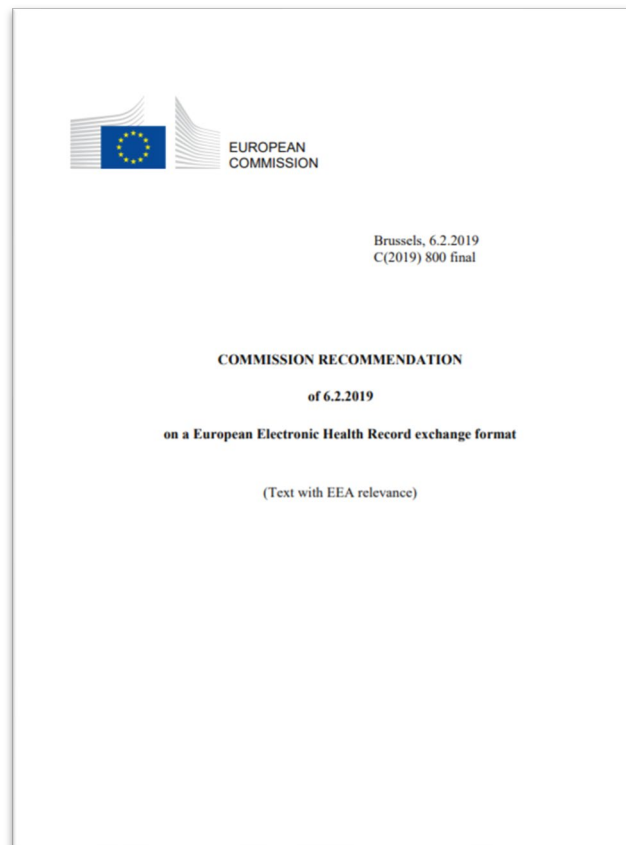 EUROPEAN
COMMISSION
Brussels, 6.2.2019
C(2019) 800 final
COMMISSION RECOMMENDATION
of 6.2.2019
on a European Electronic Health Record exchange format
(Text with EEA relevance)